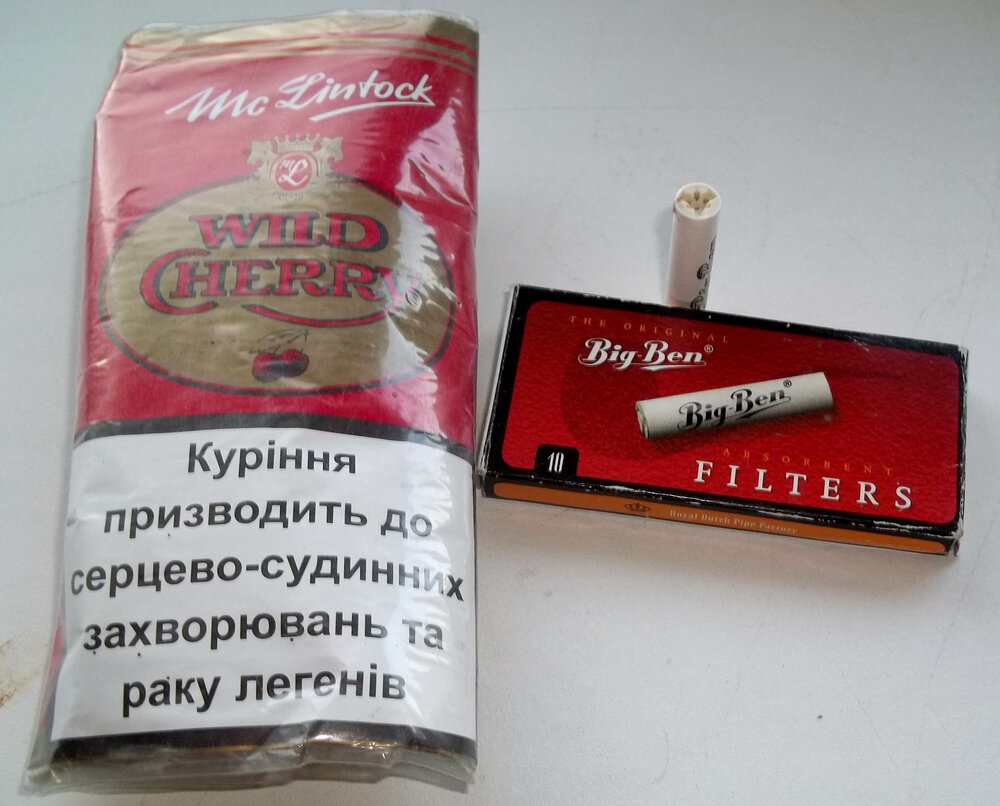 Mc Lintock
ML
WILD
CHERRY
Куріння
призводить до
серцево-судинних
захворювань та
раку легенів
THE ORIGINAL
Big-Ben®
Big-Ben®
10
ABSORBENT
FILTERS
Royal Dutch Pipe Factory